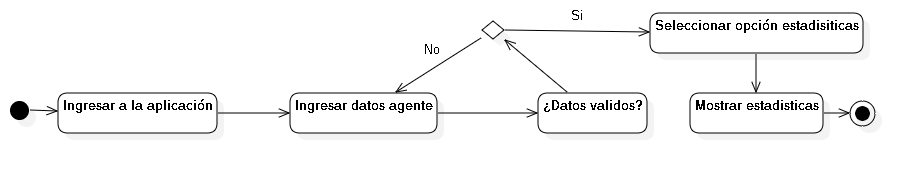 Si
Seleccionar opción estadisiticas
No
Ingresar a la aplicación
Ingresar datos agente
¿Datos validos?
Mostrar estadisticas